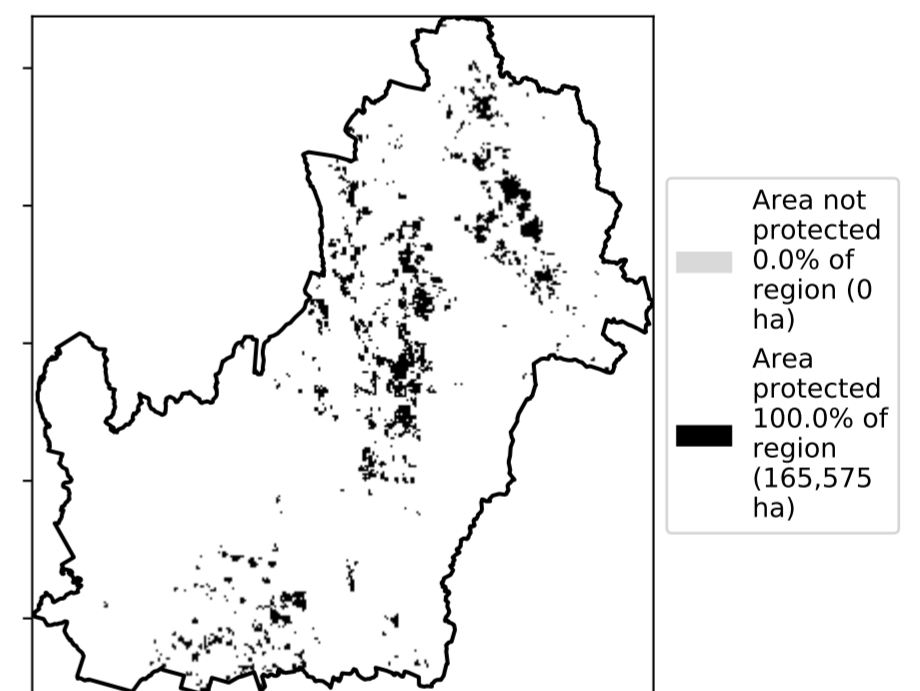 Area not
protected
0.0% of
region (0
ha)
Area
protected
100.0% of
region
(165,575
ha)